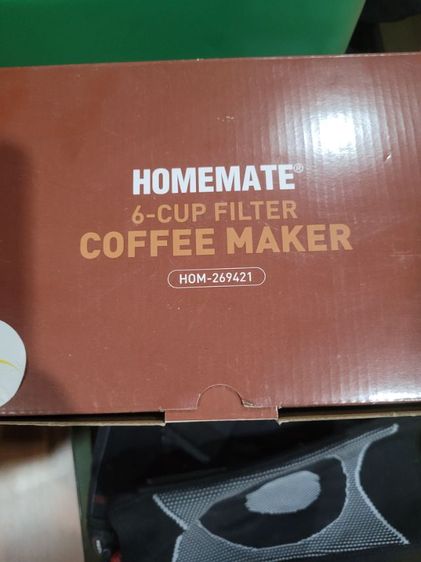 HOMEMATE®
6-CUP FILTER
COFFEE MAKER
HOM-269421